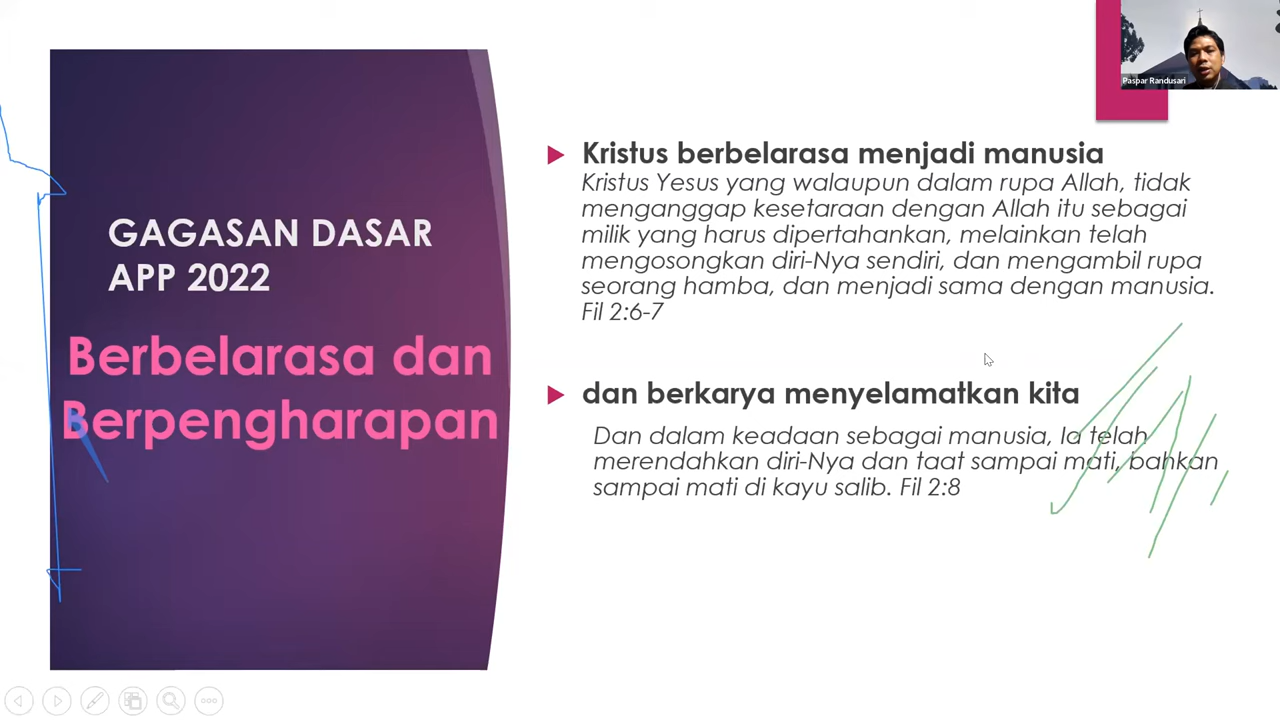 Paspar Randusari
GAGASAN DASAR
APP 2022
Berbelarasa dan
Berpengharapan
Kristus berbelarasa menjadi manusia
Kristus Yesus yang walaupun dalam rupa Allah, tidak
menganggap kesetaraan dengan Allah itu sebagai
milik yang harus dipertahankan, melainkan telah
mengosongkan diri-Nya sendiri, dan mengambil rupa
seorang hamba, dan menjadi sama dengan manusia.
Fil 2:6-7
dan berkarya menyelamatkan kita
Dan dalam keadaan sebagai manusia, Ia telah
merendahkan diri-Nya dan taat sampai mati, bahkan
sampai mati di kayu salib. Fil 2:8